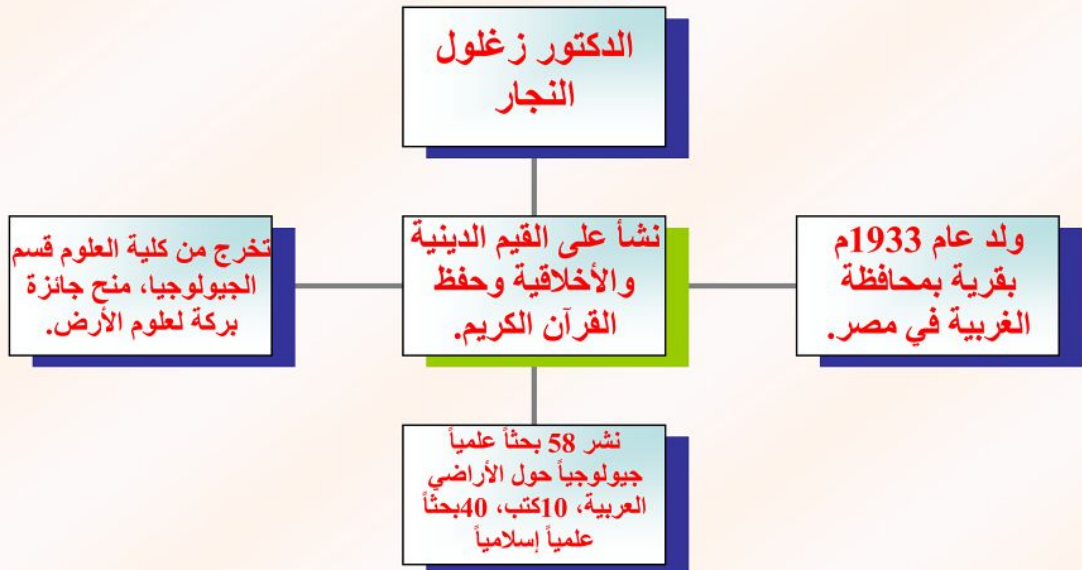 الدكتور زغلول
النجار
ولد عام 1933م
بقرية بمحافظة
الغربية في مصر.
نشأ على القيم الدينية
والأخلاقية وحفظ
القرآن الكريم.
تخرج من كلية العلوم قسم
الجيولوجيا، منح جائزة
بركة لعلوم الأرض.
نشر 58 بحثاً علمياً
جيولوجياً حول الأراضي
العربية، 10كتب، 40بحثاً
علمياً إسلامياً